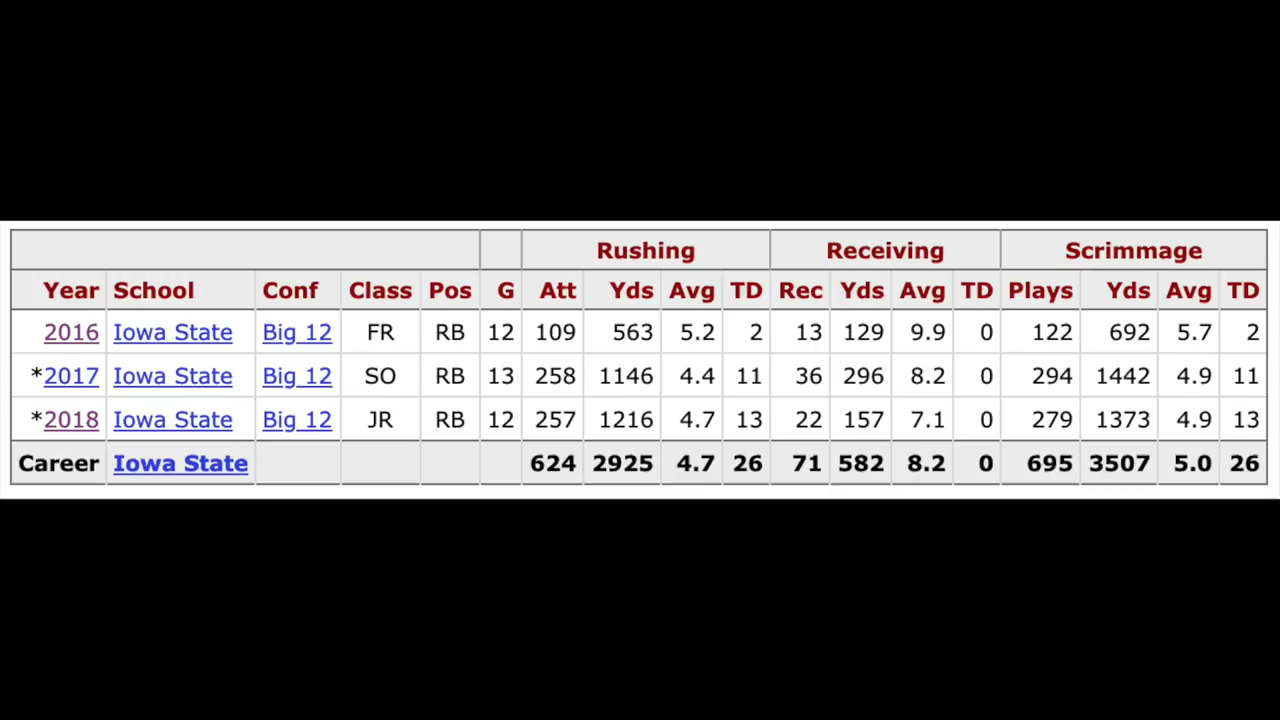 Rushing Receiving Scrimmage
Year School Conf Class Pos G Att Yds Avg TD Rec Yds Avg TD Plays Yds Avg TD
2016 Iowa State Big 12 FR RB 12 109 563 5.2 2 13 129 9.9 0 122 692 5.7 2
*2017 Iowa State Big 12 SO RB 13 258 1146 4.4 11 36 296 8.2 0 294 1442 4.9 11
*2018 Iowa State Big 12 JR RB 12 257 1216 4.7 13 22 157 7.1 0 279 1373 4.9 13
Career Iowa State 624 2925 4.7 26 71 582 8.2 0 695 3507 5.0 26